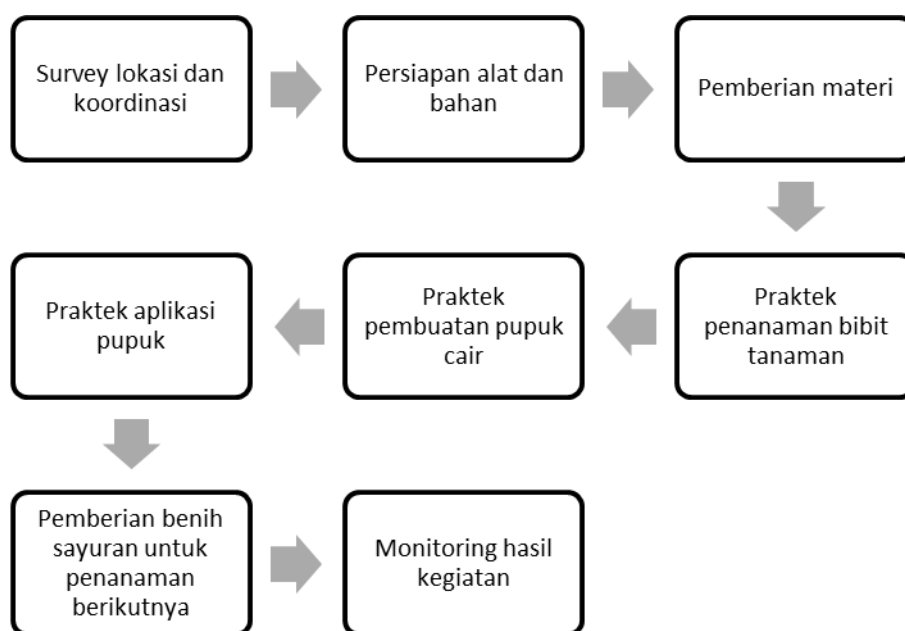 Survey lokasi dan
koordinasi
Persiapan alat dan
bahan
Pemberian materi
Praktek
penanaman bibit
tanaman
Praktek
pembuatan pupuk
cair
Praktek aplikasi
pupuk
Pemberian benih
sayuran untuk
penanaman
berikutnya
Monitoring hasil
kegiatan